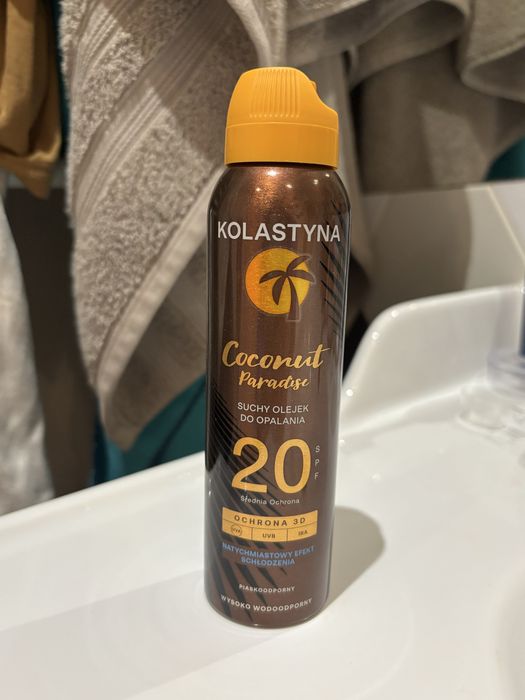 KOLASTYNA
Coconut
Paradise
SUCHY OLEJEK
DO OPALANIA
20 SPF
Średnia Ochrona
OCHRONA 3D
UVA UVB IRA
NATYCHMIASTOWY EFEKT
SCHŁODZENIA
PIASKOODPORNY
WYSOKO WODOODPORNY